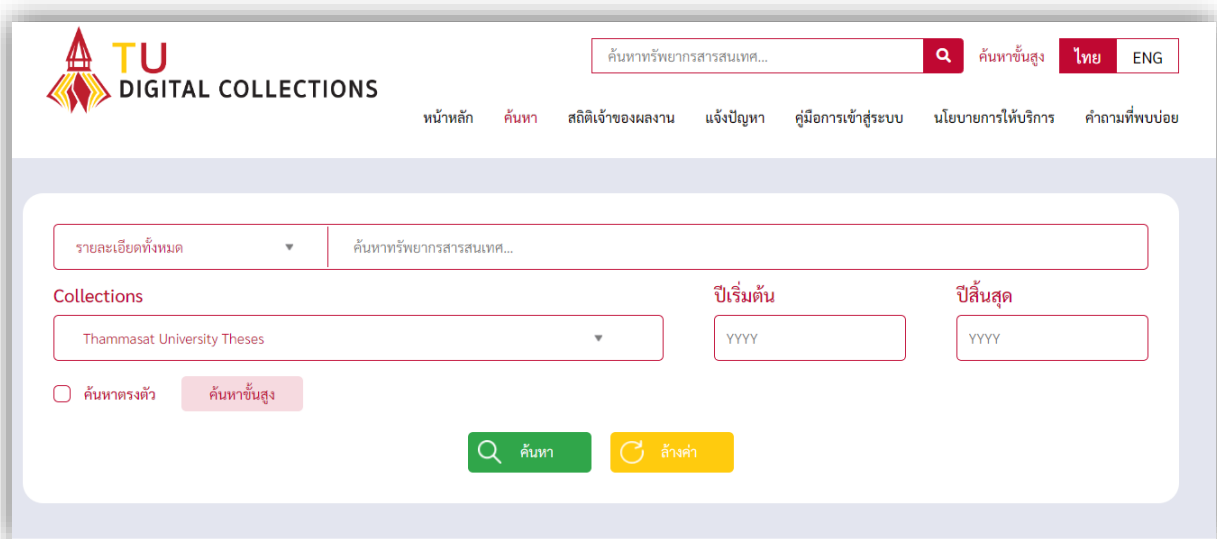 TU
DIGITAL COLLECTIONS
ค้นหาทรัพยากรสารสนเทศ...
ค้นหาขั้นสูง
ไทย
ENG
หน้าหลัก
ค้นหา
สถิติเจ้าของผลงาน
แจ้งปัญหา
คู่มือการเข้าสู่ระบบ
นโยบายการให้บริการ
คำถามที่พบบ่อย
รายละเอียดทั้งหมด
ค้นหาทรัพยากรสารสนเทศ...
Collections
ปีเริ่มต้น
ปีสิ้นสุด
Thammasat University Theses
YYYY
YYYY
ค้นหาตรงตัว
ค้นหาขั้นสูง
ค้นหา
ล้างค่า